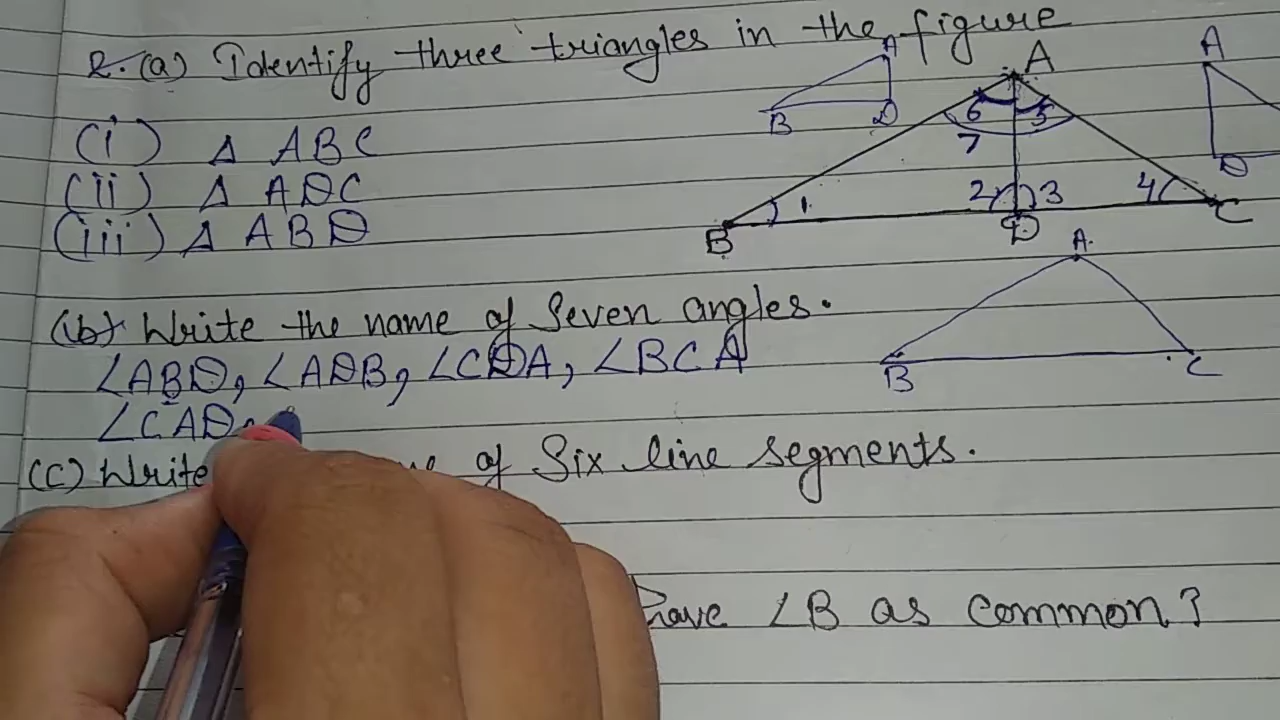 2. (a) Identify three triangles in the figure
(i) Δ ABC
(ii) Δ ADC
(iii) Δ ABD
A
B
D
A
6
5
7
1
2
3
4
B
D
C
A
D
A
B
C
(b) Write the name of Seven angles.
∠ABD, ∠ADB, ∠CDA, ∠BCA
∠CAD,
(c) Write of Six line segments.
have ∠B as common?